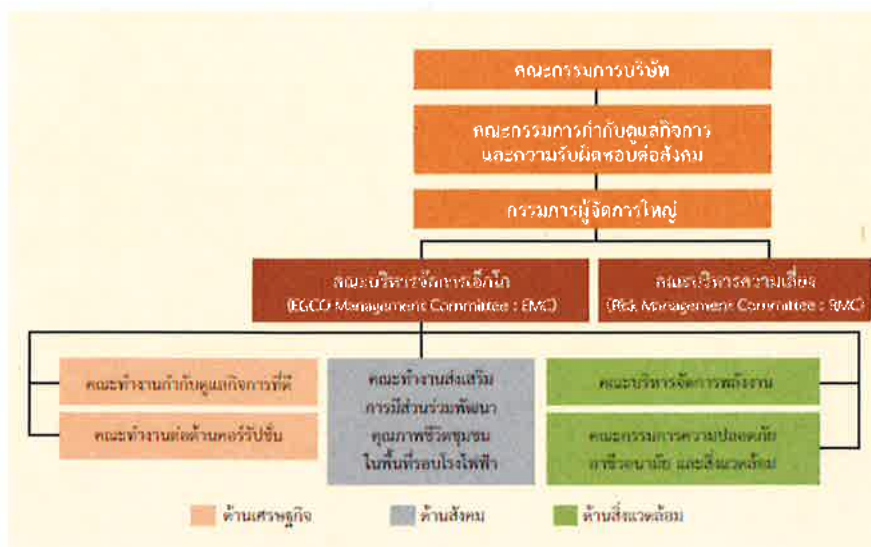 คณะกรรมการบริษัท
คณะกรรมการกำกับดูแลกิจการ
และความรับผิดชอบต่อสังคม
กรรมการผู้จัดการใหญ่
คณะบริหารจัดการเอ็กโก
(EGCO Management Committee : EMC)
คณะบริหารความเสี่ยง
(Risk Management Committee : RMC)
คณะทำงานกำกับดูแลกิจการที่ดี
คณะทำงานต่อต้านคอร์รัปชั่น
คณะทำงานส่งเสริม
การมีส่วนร่วมพัฒนา
คุณภาพชีวิตชุมชน
ในพื้นที่รอบโรงไฟฟ้า
คณะบริหารจัดการพลังงาน
คณะกรรมการความปลอดภัย
อาชีวอนามัย และสิ่งแวดล้อม
ด้านเศรษฐกิจ
ด้านสังคม
ด้านสิ่งแวดล้อม